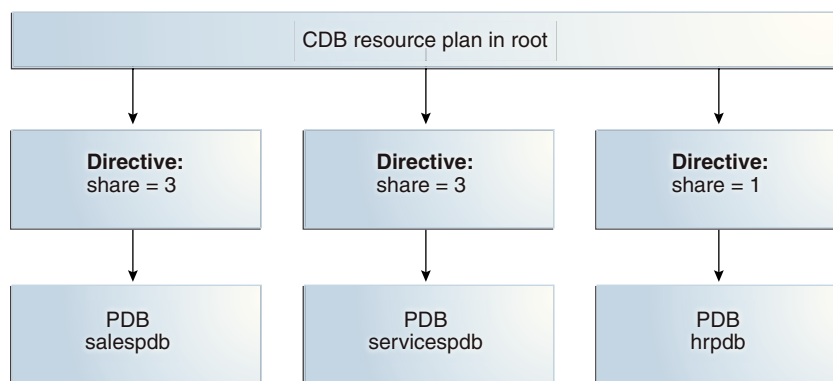 CDB resource plan in root
Directive:
share = 3
Directive:
share = 3
Directive:
share = 1
PDB
salespdb
PDB
servicespdb
PDB
hrpdb